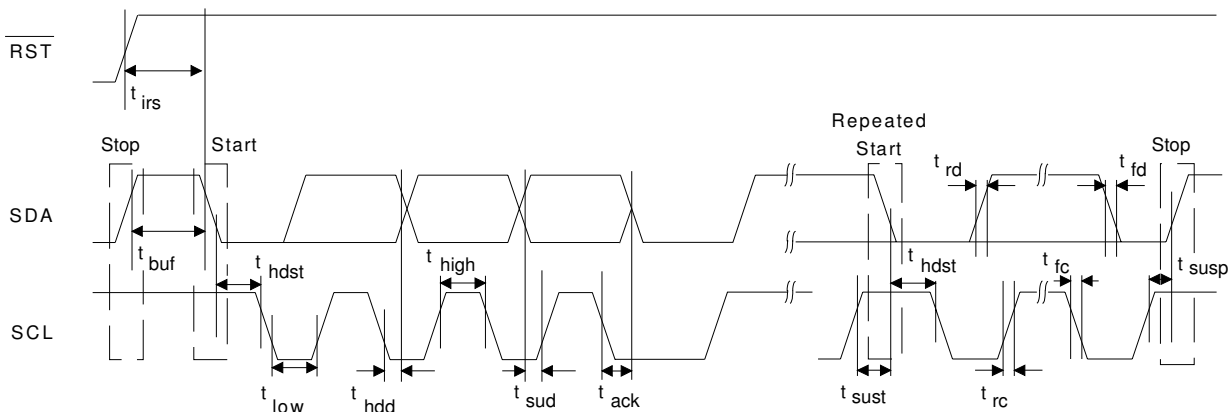 RST
t irs
Repeated
Stop Start Start Stop
t rd t fd
SDA
t buf t hdst t high t hdst t fc t susp
SCL
t low t hdd t sud t ack t sust t rc